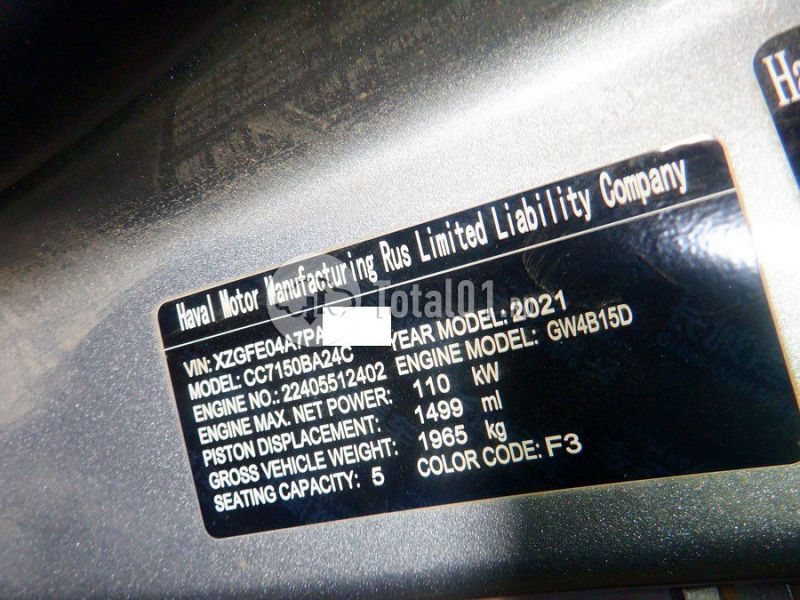 Haval Motor Manufacturing Rus Limited Liability Company
Total01
VIN: XZGFE04A7PA YEAR MODEL: 2021
MODEL: CC7150BA24C ENGINE MODEL: GW4B15D
ENGINE NO.: 22405512402
ENGINE MAX. NET POWER: 110 kW
PISTON DISPLACEMENT: 1499 ml
GROSS VEHICLE WEIGHT: 1965 kg
SEATING CAPACITY: 5 COLOR CODE: F3
Ha